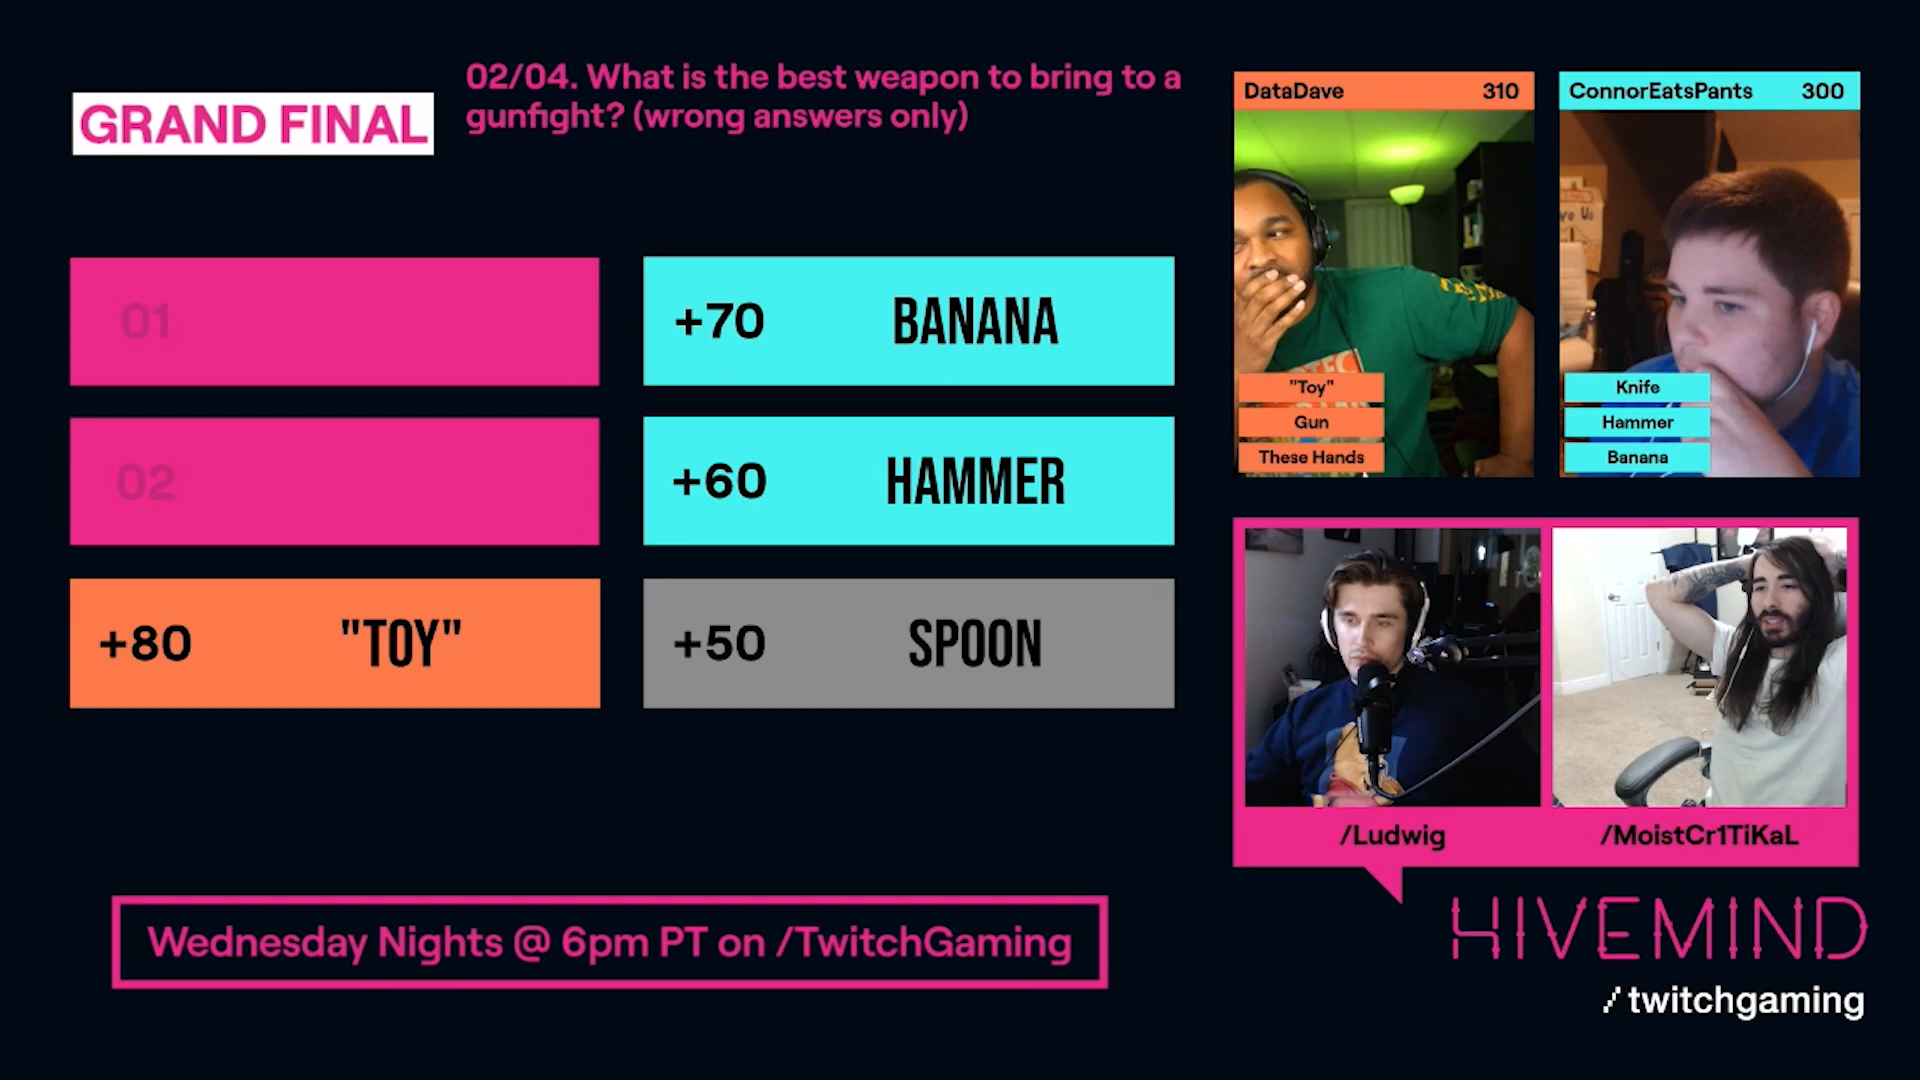 GRAND FINAL
02/04. What is the best weapon to bring to a
gunfight? (wrong answers only)
01
02
+80 "TOY"
+70 BANANA
+60 HAMMER
+50 SPOON
DataDave 310
"Toy"
Gun
These Hands
ConnorEatsPants 300
Knife
Hammer
Banana
/Ludwig
/MoistCr1TiKaL
Wednesday Nights @ 6pm PT on /TwitchGaming
HIVEMIND
/twitchgaming